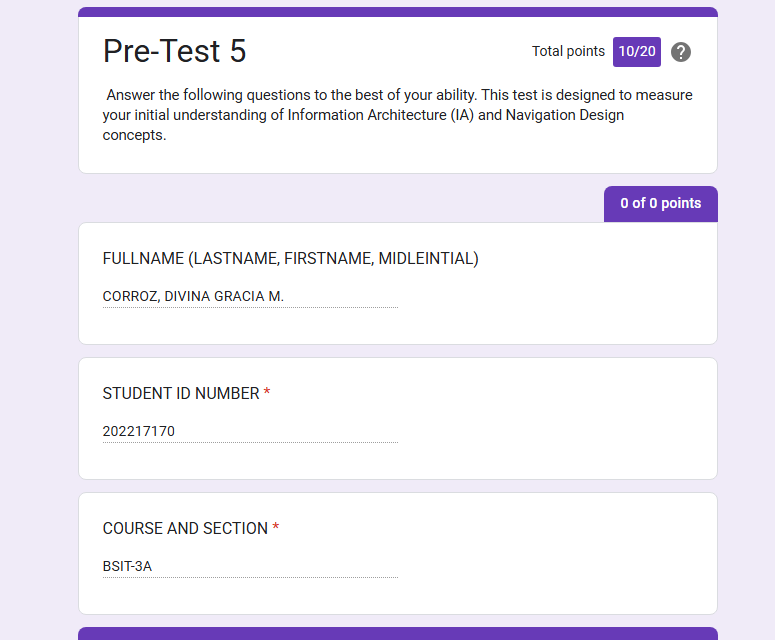 Pre-Test 5
Total points 10/20 ?
Answer the following questions to the best of your ability. This test is designed to measure
your initial understanding of Information Architecture (IA) and Navigation Design
concepts.
0 of 0 points
FULLNAME (LASTNAME, FIRSTNAME, MIDLEINTIAL)
CORROZ, DIVINA GRACIA M.
STUDENT ID NUMBER *
202217170
COURSE AND SECTION *
BSIT-3A